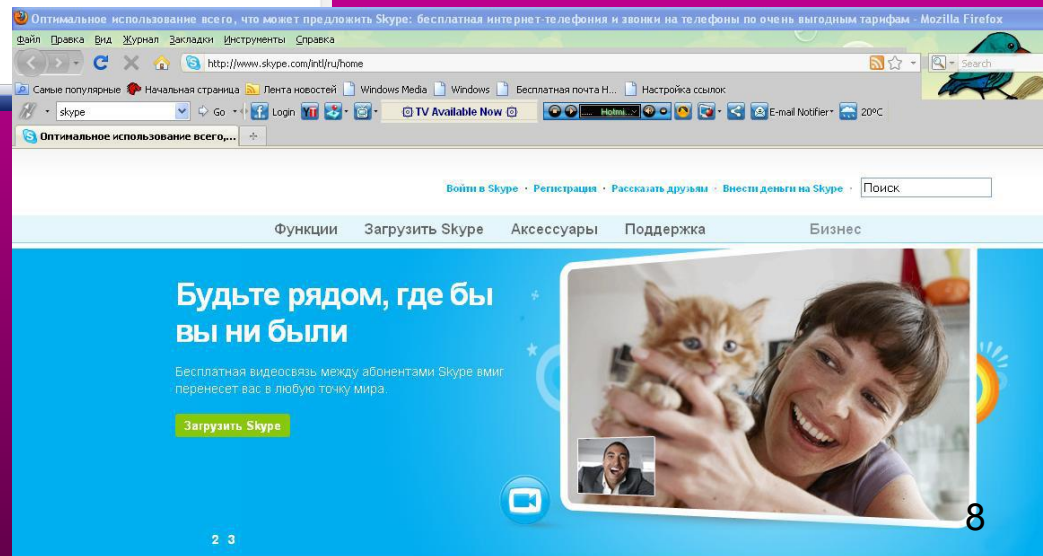 Оптимальное использование всего, что может предложить Skype: бесплатная интернет-телефония и звонки на телефоны по очень выгодным тарифам - Mozilla Firefox
Файл Правка Вид Журнал Закладки Инструменты Справка
http://www.skype.com/intl/ru/home Search
Самые популярные Начальная страница Лента новостей Windows Media Windows Бесплатная почта H... Настройка ссылок
skype Go Login TV Available Now Hotmi... E-mail Notifier 20ºC
Оптимальное использование всего,...
Войти в Skype · Регистрация · Рассказать друзьям · Внести деньги на Skype · Поиск
Функции Загрузить Skype Аксессуары Поддержка Бизнес
Будьте рядом, где бы
вы ни были
Бесплатная видеосвязь между абонентами Skype вмиг
перенесет вас в любую точку мира.
Загрузить Skype
8
2 3